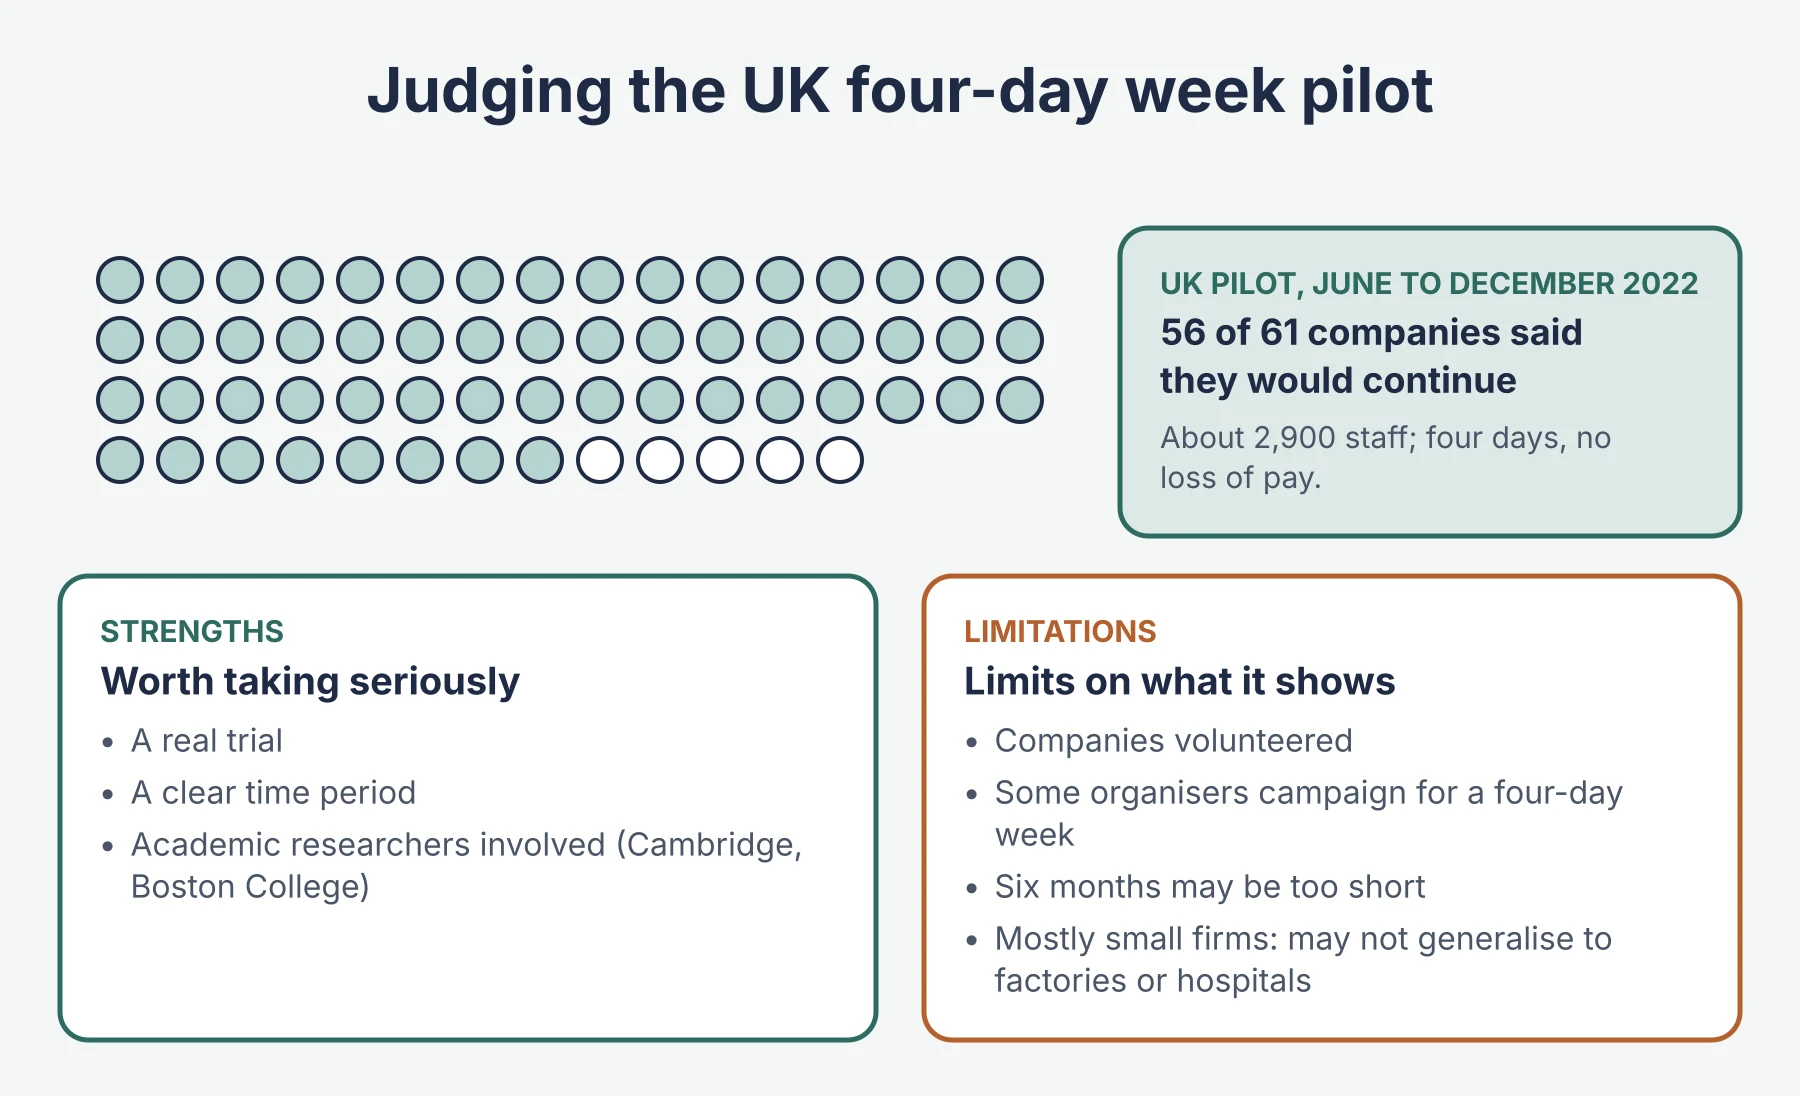 Judging the UK four-day week pilot
UK PILOT, JUNE TO DECEMBER 2022
56 of 61 companies said
they would continue
About 2,900 staff; four days, no
loss of pay.
STRENGTHS
Worth taking seriously
• A real trial
• A clear time period
• Academic researchers involved (Cambridge,
Boston College)
LIMITATIONS
Limits on what it shows
• Companies volunteered
• Some organisers campaign for a four-day
week
• Six months may be too short
• Mostly small firms: may not generalise to
factories or hospitals